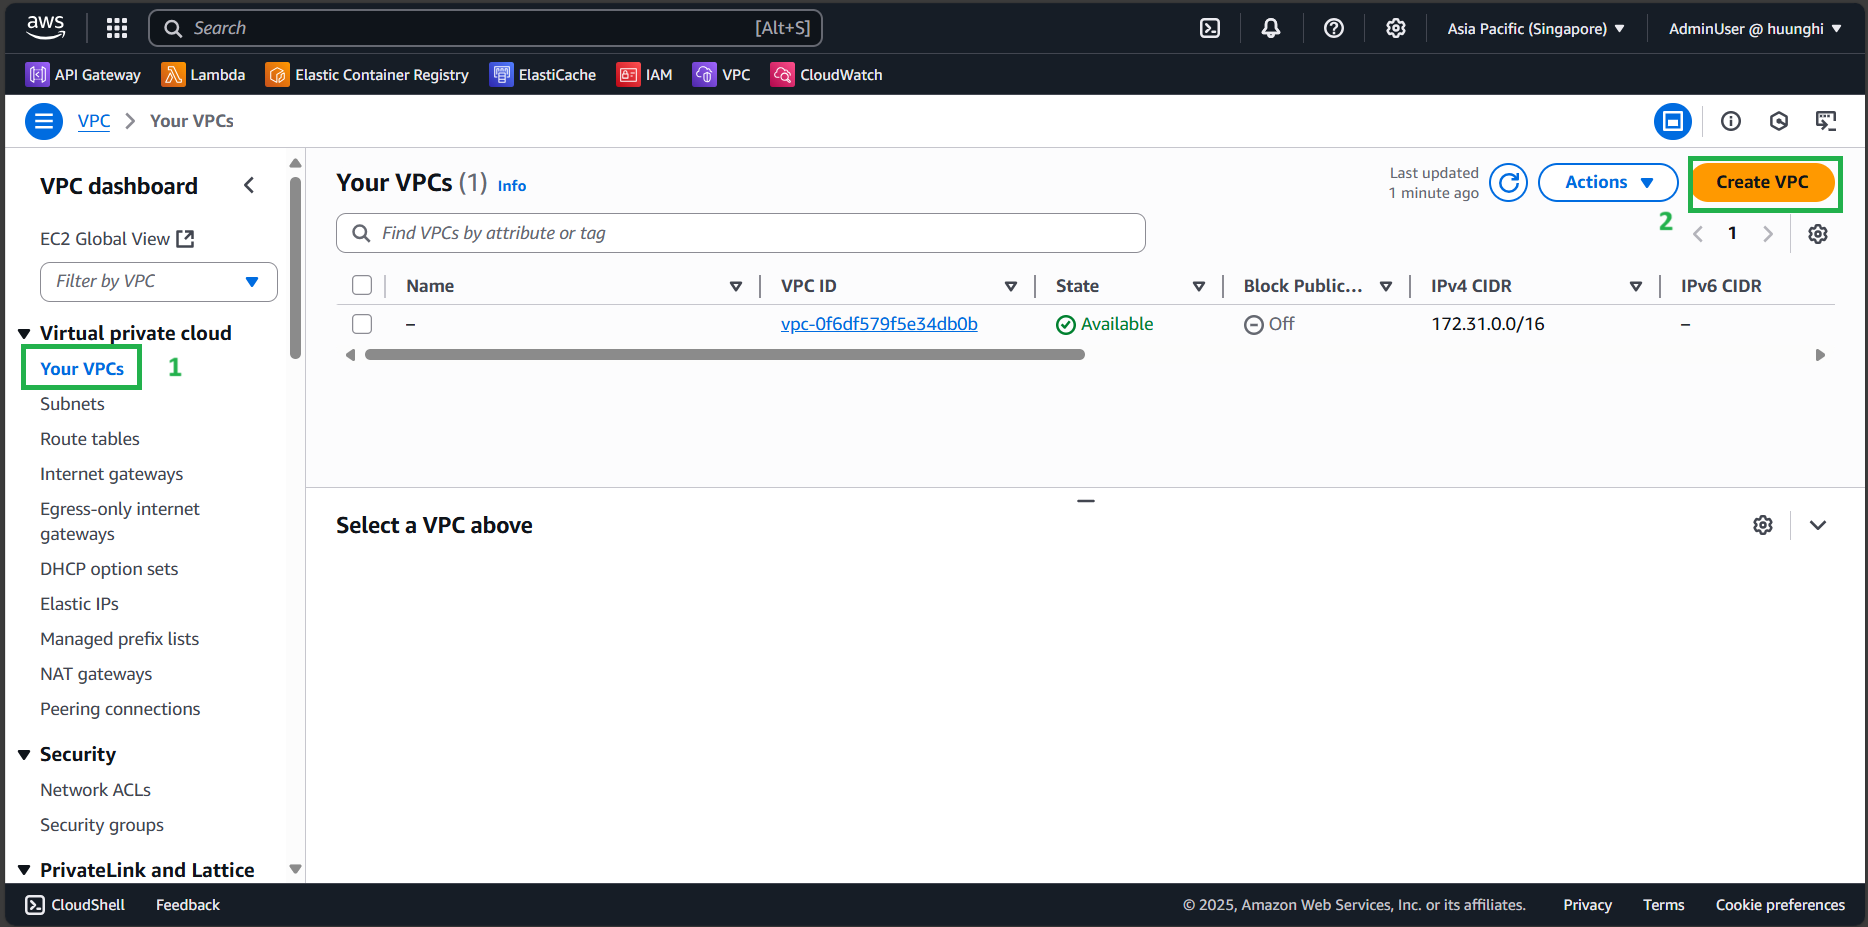 aws
Search [Alt+S]
Asia Pacific (Singapore)
AdminUser @ huunghi
API Gateway
Lambda
Elastic Container Registry
ElastiCache
IAM
VPC
CloudWatch
VPC
Your VPCs
VPC dashboard
EC2 Global View
Filter by VPC
Virtual private cloud
Your VPCs
1
Subnets
Route tables
Internet gateways
Egress-only internet
gateways
DHCP option sets
Elastic IPs
Managed prefix lists
NAT gateways
Peering connections
Security
Network ACLs
Security groups
PrivateLink and Lattice
Your VPCs (1) Info
Last updated
1 minute ago
Actions
Create VPC
2
Find VPCs by attribute or tag
1
Name VPC ID State Block Public... IPv4 CIDR IPv6 CIDR
– vpc-0f6df579f5e34db0b Available Off 172.31.0.0/16 –
Select a VPC above
CloudShell
Feedback
© 2025, Amazon Web Services, Inc. or its affiliates.
Privacy
Terms
Cookie preferences